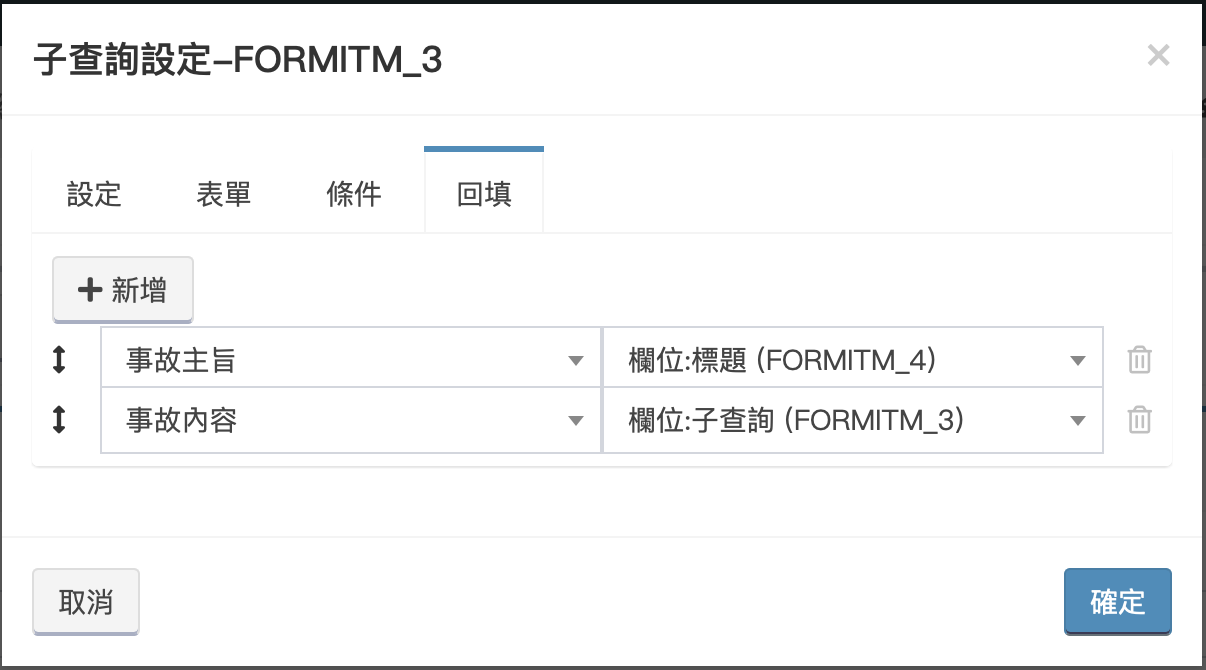 子查詢設定-FORMITM_3
×
設定 表單 條件 回填
新增
事故主旨 欄位:標題 (FORMITM_4)
事故內容 欄位:子查詢 (FORMITM_3)
取消 確定